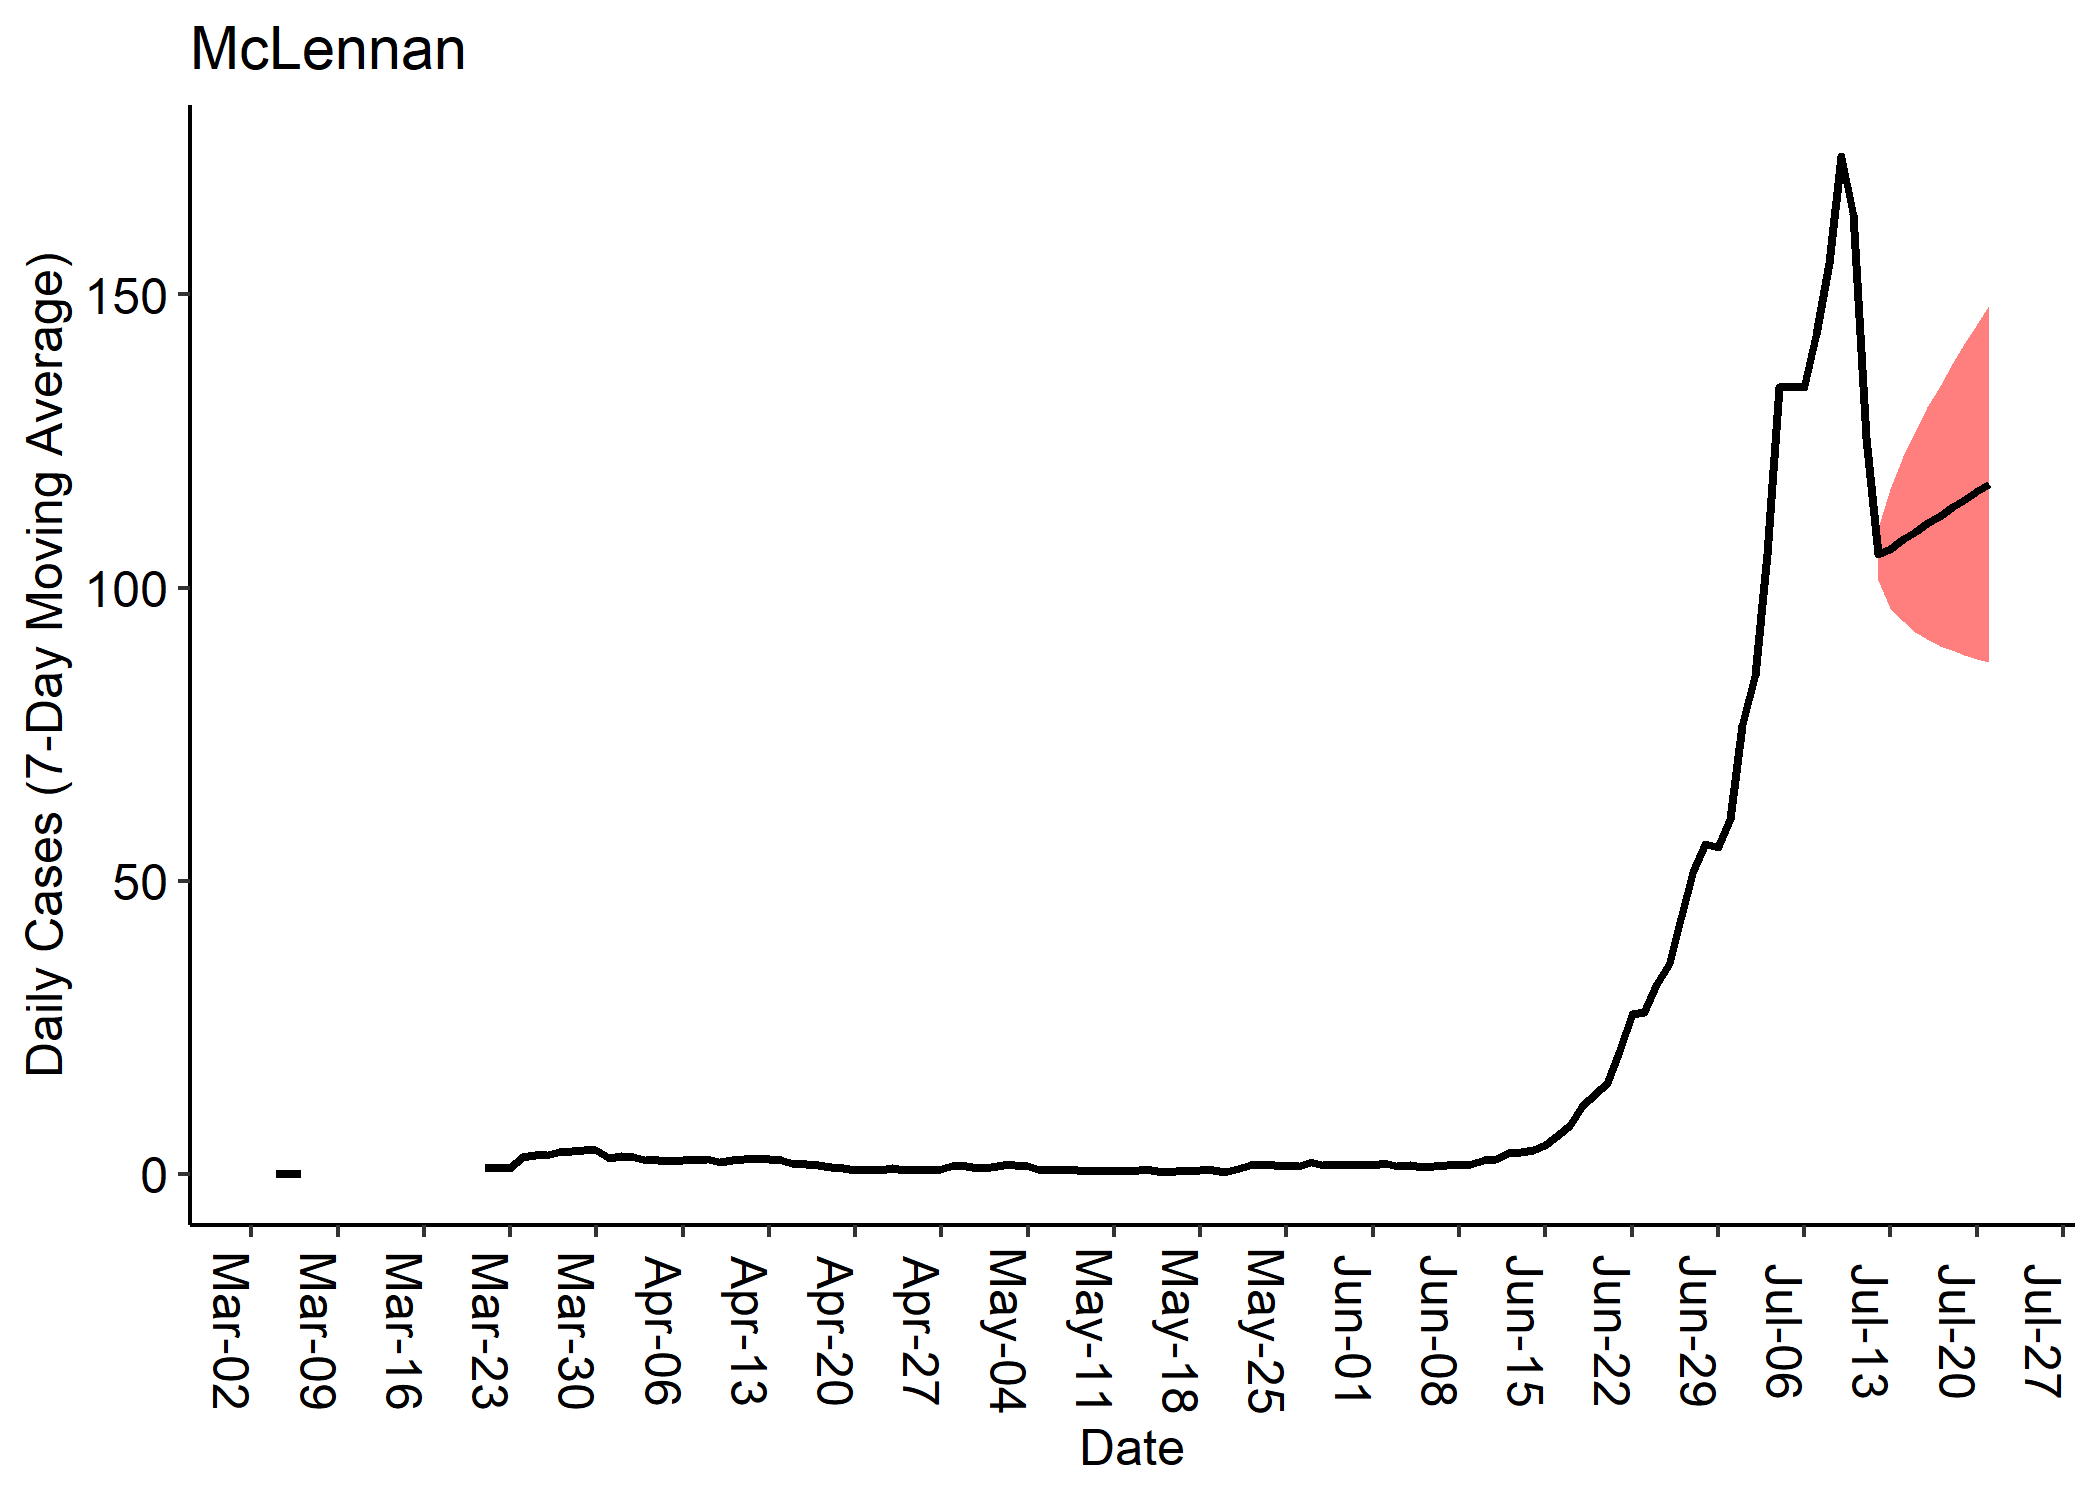 McLennan
Daily Cases (7-Day Moving Average)
150
100
50
0
Mar-02
Mar-09
Mar-16
Mar-23
Mar-30
Apr-06
Apr-13
Apr-20
Apr-27
May-04
May-11
May-18
May-25
Jun-01
Jun-08
Jun-15
Jun-22
Jun-29
Jul-06
Jul-13
Jul-20
Jul-27
Date